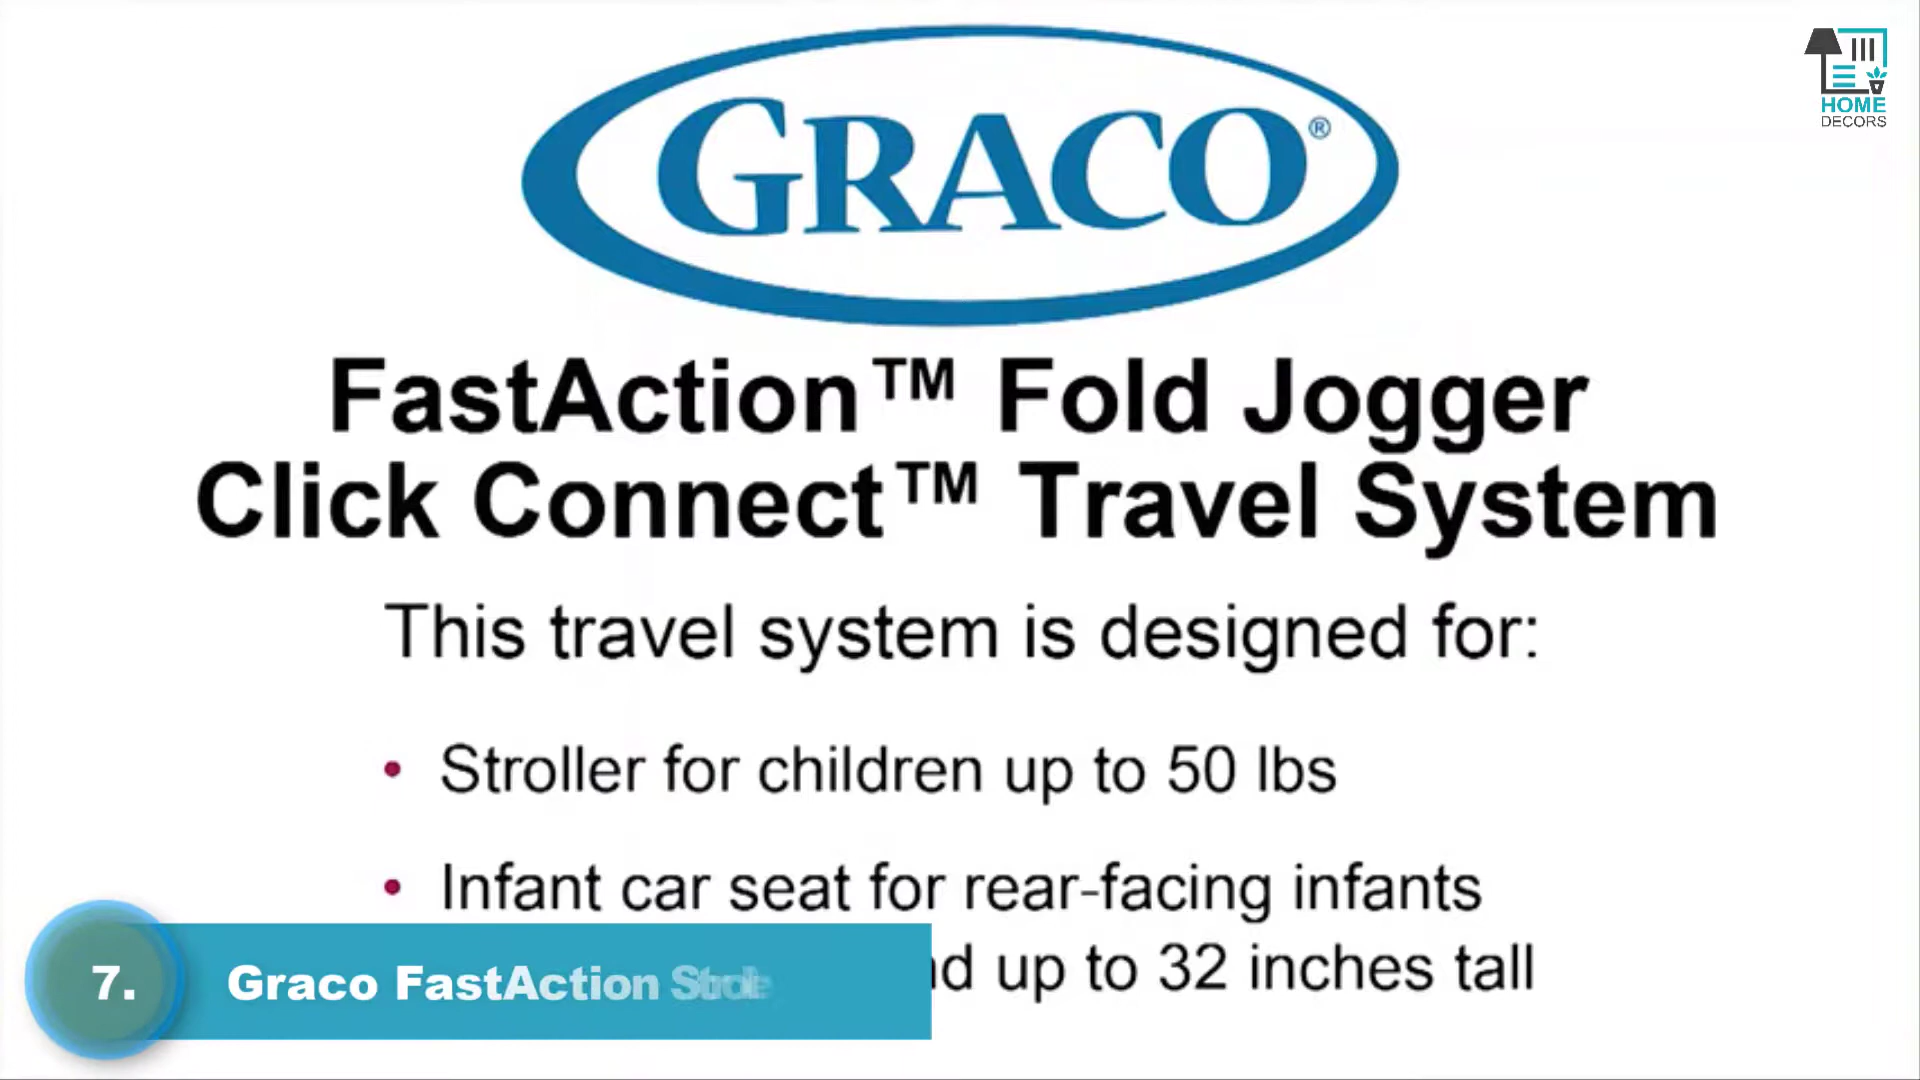 GRACO®
HOME
DECORS
FastAction™ Fold Jogger
Click Connect™ Travel System
This travel system is designed for:
• Stroller for children up to 50 lbs
• Infant car seat for rear-facing infants
up to 32 inches tall
7. Graco FastAction